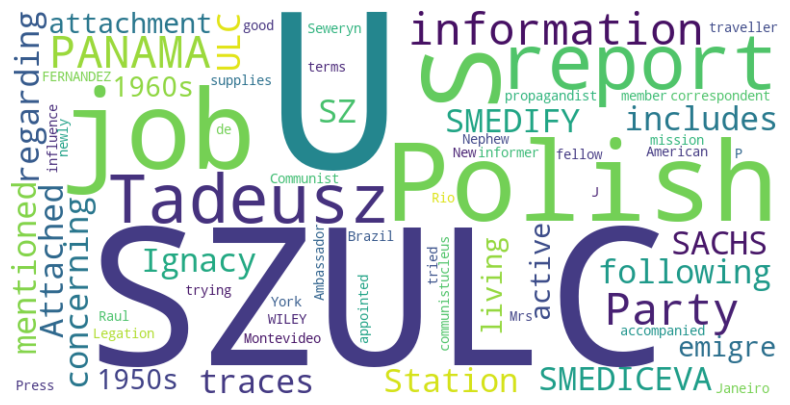 attachment
ULC
good
Seweryn
U
information
traveller
PANAMA
FERNANDEZ
1960s
supplies
terms
S
report
regarding
influence
newly
job
de
SZ
propagandist
member
correspondent
SMEDIFY
includes
Nephew
New
informer
fellow
mission
American
P
Communist
Tadeusz
Polish
Rio
J
mentioned
Attached
concerning
SZULC
Ignacy
trying
Ambassador
Brazil
appointed
tried
communistucleus
living
Mrs
active
SACHS
following
Party
accompanied
emigre
Raul
Legation
York
WILEY
Montevideo
Press
1950s
traces
Station
SMEDICEVA
Janeiro